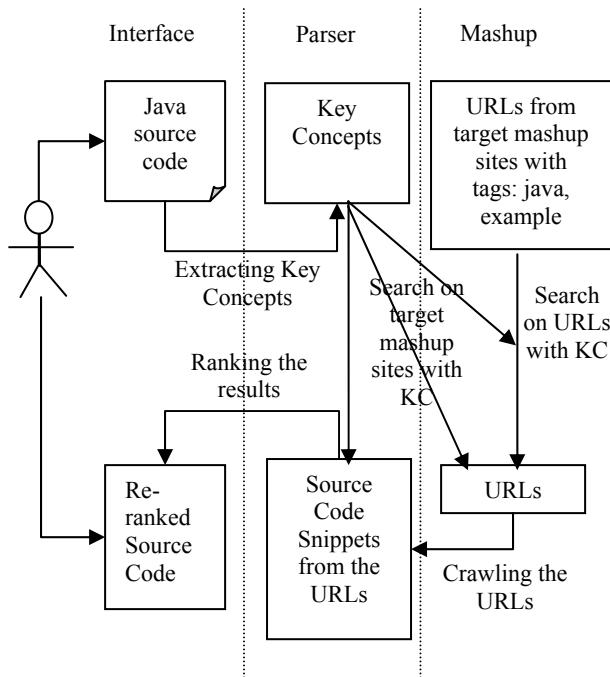 Interface
Parser
Mashup
Java
source
code
Key
Concepts
URLs from
target mashup
sites with
tags: java,
example
Extracting Key
Concepts
Search on
target
mashup
sites with
KC
Search
on URLs
with KC
Ranking the
results
Re-
ranked
Source
Code
Source
Code
Snippets
from the
URLs
URLs
Crawling the
URLs